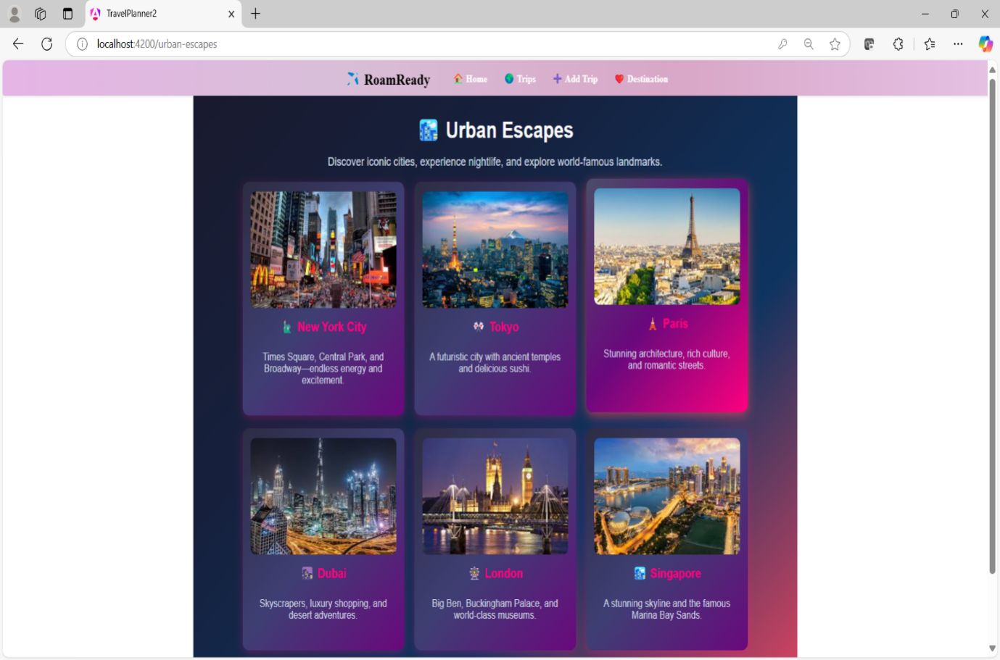 TravelPlanner2
localhost:4200/urban-escapes
RoamReady
Home
Trips
Add Trip
Destination
Urban Escapes
Discover iconic cities, experience nightlife, and explore world-famous landmarks.
New York City
Times Square, Central Park, and
Broadway—endless energy and
excitement.
Tokyo
A futuristic city with ancient temples
and delicious sushi.
Paris
Stunning architecture, rich culture,
and romantic streets.
Dubai
Skyscrapers, luxury shopping, and
desert adventures.
London
Big Ben, Buckingham Palace, and
world-class museums.
Singapore
A stunning skyline and the famous
Marina Bay Sands.